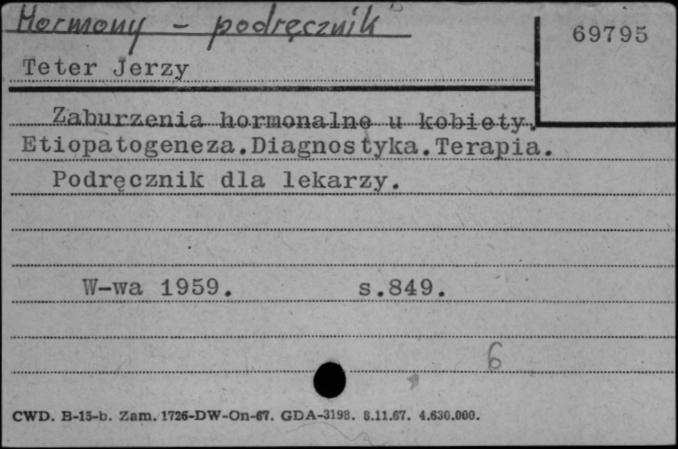 Hormony - podręcznik
69795
Teter Jerzy
Zaburzenia hormonalne u kobiety.
Etiopatogeneza.Diagnostyka.Terapia.
Podręcznik dla lekarzy.
W-wa 1959. s.849.
6
CWD. B-15-b. Zam. 1726-DW-On-67. GDA-3198. 8.11.67. 4.630.000.